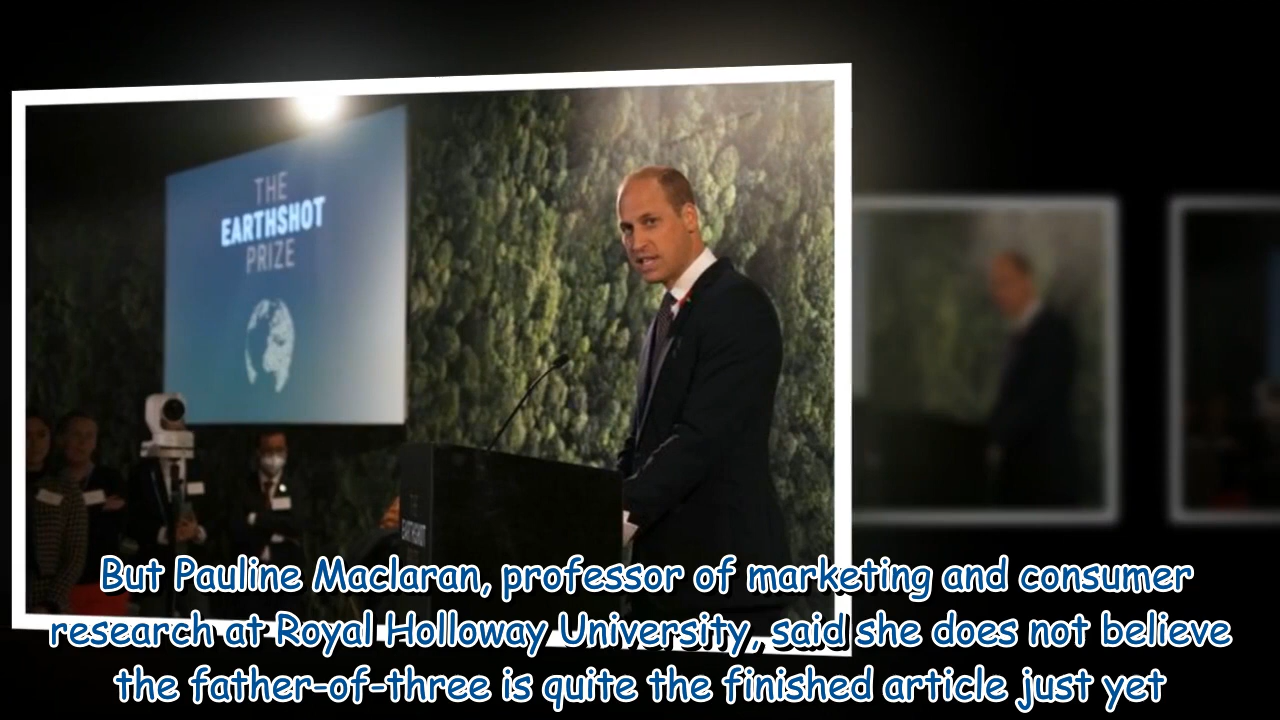 THE
EARTHSHOT
PRIZE
EARTHSHOT
But Pauline Maclaran, professor of marketing and consumer
research at Royal Holloway University, said she does not believe
the father-of-three is quite the finished article just yet